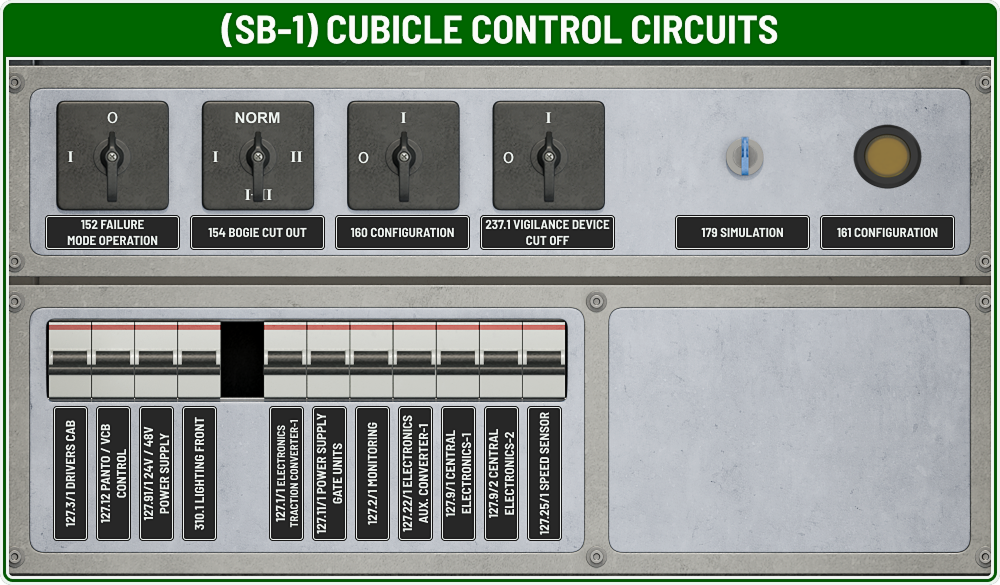 (SB-1) CUBICLE CONTROL CIRCUITS
O
I
NORM
I
II
I-II
I
O
I
O
152 FAILURE
MODE OPERATION
154 BOGIE CUT OUT
160 CONFIGURATION
237.1 VIGILANCE DEVICE
CUT OFF
179 SIMULATION
161 CONFIGURATION
127.3/1 DRIVERS CAB
127.12 PANTO / VCB
CONTROL
127.91/1 24V / 48V
POWER SUPPLY
310.1 LIGHTING FRONT
127.1/1 ELECTRONICS
TRACTION CONVERTER-1
127.11/1 POWER SUPPLY
GATE UNITS
127.2/1 MONITORING
127.22/1 ELECTRONICS
AUX. CONVERTER-1
127.9/1 CENTRAL
ELECTRONICS-1
127.9/2 CENTRAL
ELECTRONICS-2
127.25/1 SPEED SENSOR